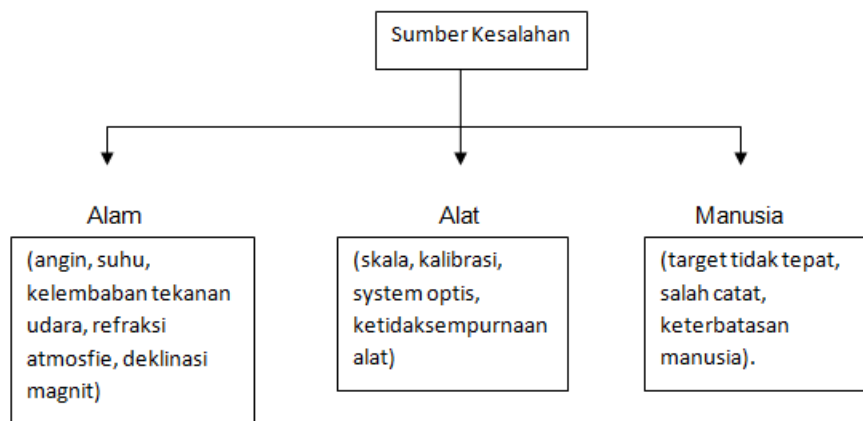 Sumber Kesalahan
Alam
(angin, suhu,
kelembaban tekanan
udara, refraksi
atmosfie, deklinasi
magnit)
Alat
(skala, kalibrasi,
system optis,
ketidaksempurnaan
alat)
Manusia
(target tidak tepat,
salah catat,
keterbatasan
manusia).